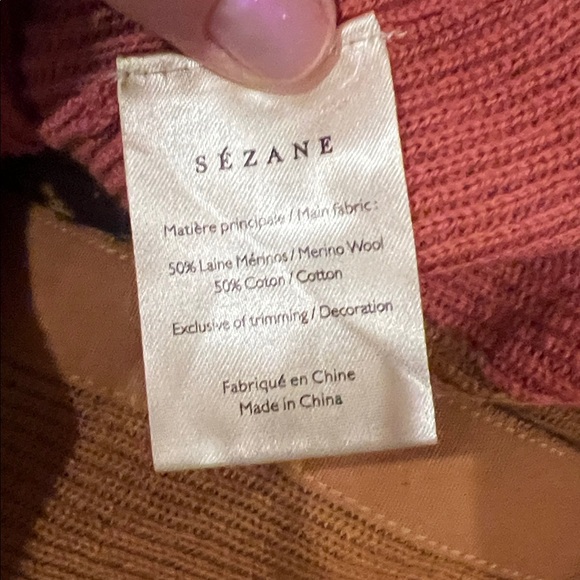 SÉZANE
Matière principale / Main fabric :
50% Laine Mérinos / Merino Wool
50% Coton / Cotton
Exclusive of trimming / Decoration
Fabriqué en Chine
Made in China